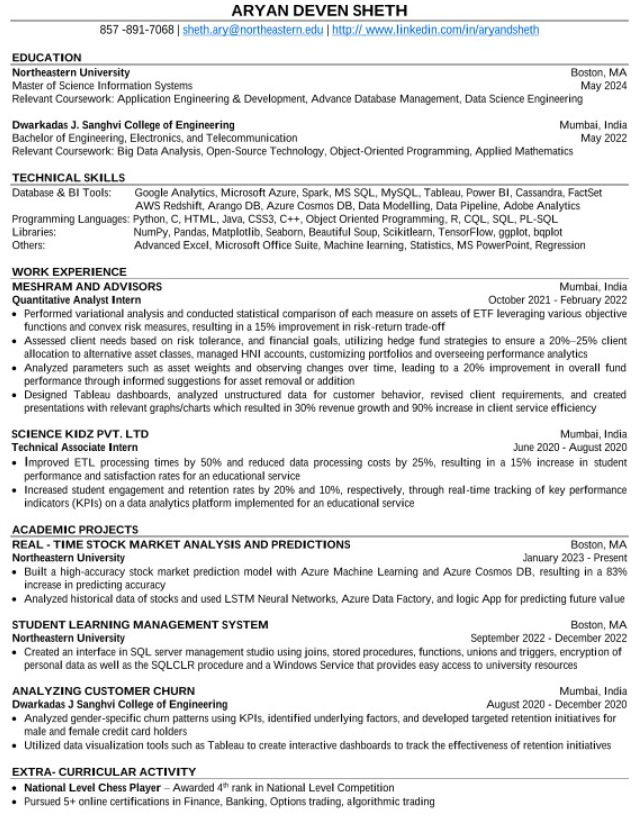 ARYAN DEVEN SHETH
857 -891-7068 | sheth.ary@northeastern.edu | http:// www.linkedin.com/in/aryandsheth
EDUCATION
Northeastern University Boston, MA
Master of Science Information Systems May 2024
Relevant Coursework: Application Engineering & Development, Advance Database Management, Data Science Engineering
Dwarkadas J. Sanghvi College of Engineering Mumbai, India
Bachelor of Engineering, Electronics, and Telecommunication May 2022
Relevant Coursework: Big Data Analysis, Open-Source Technology, Object-Oriented Programming, Applied Mathematics
TECHNICAL SKILLS
Database & BI Tools: Google Analytics, Microsoft Azure, Spark, MS SQL, MySQL, Tableau, Power BI, Cassandra, FactSet
AWS Redshift, Arango DB, Azure Cosmos DB, Data Modelling, Data Pipeline, Adobe Analytics
Programming Languages: Python, C, HTML, Java, CSS3, C++, Object Oriented Programming, R, CQL, SQL, PL-SQL
Libraries: NumPy, Pandas, Matplotlib, Seaborn, Beautiful Soup, Scikitlearn, TensorFlow, ggplot, bqplot
Others: Advanced Excel, Microsoft Office Suite, Machine learning, Statistics, MS PowerPoint, Regression
WORK EXPERIENCE
MESHRAM AND ADVISORS Mumbai, India
Quantitative Analyst Intern October 2021 - February 2022
• Performed variational analysis and conducted statistical comparison of each measure on assets of ETF leveraging various objective
functions and convex risk measures, resulting in a 15% improvement in risk-return trade-off
• Assessed client needs based on risk tolerance, and financial goals, utilizing hedge fund strategies to ensure a 20%–25% client
allocation to alternative asset classes, managed HNI accounts, customizing portfolios and overseeing performance analytics
• Analyzed parameters such as asset weights and observing changes over time, leading to a 20% improvement in overall fund
performance through informed suggestions for asset removal or addition
• Designed Tableau dashboards, analyzed unstructured data for customer behavior, revised client requirements, and created
presentations with relevant graphs/charts which resulted in 30% revenue growth and 90% increase in client service efficiency
SCIENCE KIDZ PVT. LTD Mumbai, India
Technical Associate Intern June 2020 - August 2020
• Improved ETL processing times by 50% and reduced data processing costs by 25%, resulting in a 15% increase in student
performance and satisfaction rates for an educational service
• Increased student engagement and retention rates by 20% and 10%, respectively, through real-time tracking of key performance
indicators (KPIs) on a data analytics platform implemented for an educational service
ACADEMIC PROJECTS
REAL - TIME STOCK MARKET ANALYSIS AND PREDICTIONS Boston, MA
Northeastern University January 2023 - Present
• Built a high-accuracy stock market prediction model with Azure Machine Learning and Azure Cosmos DB, resulting in a 83%
increase in predicting accuracy
• Analyzed historical data of stocks and used LSTM Neural Networks, Azure Data Factory, and logic App for predicting future value
STUDENT LEARNING MANAGEMENT SYSTEM Boston, MA
Northeastern University September 2022 - December 2022
• Created an interface in SQL server management studio using joins, stored procedures, functions, unions and triggers, encryption of
personal data as well as the SQLCLR procedure and a Windows Service that provides easy access to university resources
ANALYZING CUSTOMER CHURN Mumbai, India
Dwarkadas J Sanghvi College of Engineering August 2020 - December 2020
• Analyzed gender-specific churn patterns using KPIs, identified underlying factors, and developed targeted retention initiatives for
male and female credit card holders
• Utilized data visualization tools such as Tableau to create interactive dashboards to track the effectiveness of retention initiatives
EXTRA- CURRICULAR ACTIVITY
• National Level Chess Player – Awarded 4th rank in National Level Competition
• Pursued 5+ online certifications in Finance, Banking, Options trading, algorithmic trading